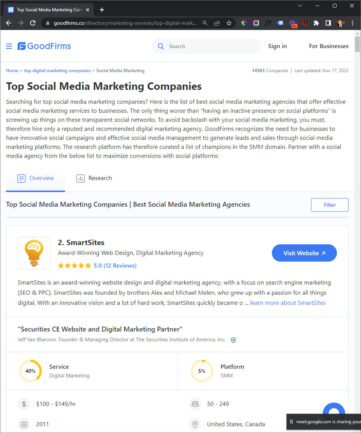 Top Social Media Marketing Com
goodfirms.co/directory/marketing-services/top-digital-mark...
GoodFirms
Search
Sign in
For Businesses
Home > top digital marketing companies > Social Media Marketing
14561 Companies | Last updated: Nov 17, 2022
Top Social Media Marketing Companies
Searching for top social media marketing companies? Here is the list of best social media marketing agencies that offer effective
social media marketing services to businesses. The only thing worse than "having an inactive presence on social platforms" is
screwing up things on these transparent social networks. To avoid backlash with your social media marketing, you must,
therefore hire only a reputed and recommended digital marketing agency. GoodFirms recognizes the need for businesses to
have innovative social campaigns and effective social media management to generate leads and sales through social media
marketing platforms. The research platform has therefore curated a list of champions in the SMM domain. Partner with a social
media agency from the below list to maximize conversions with social platforms:
Overview
Research
Top Social Media Marketing Companies | Best Social Media Marketing Agencies
Filter
2. SmartSites
Award-Winning Web Design, Digital Marketing Agency
5.0 (12 Reviews)
Visit Website
SmartSites is an award-winning website design and digital marketing agency, with a focus on search engine marketing
(SEO & PPC). SmartSites was founded by brothers Alex and Michael Melen, who grew up with a passion for all things
digital. With an innovative vision and a lot of hard work, SmartSites quickly became o ... learn more about SmartSites
"Securities CE Website and Digital Marketing Partner"
Jeff Van Blarcom, Founder & Managing Director at The Securities Institute of America, Inc.
40%
Service
Digital Marketing
5%
Platform
SMM
$100 - $149/hr
50 - 249
2011
United States, Canada
meet.google.com is sharing your